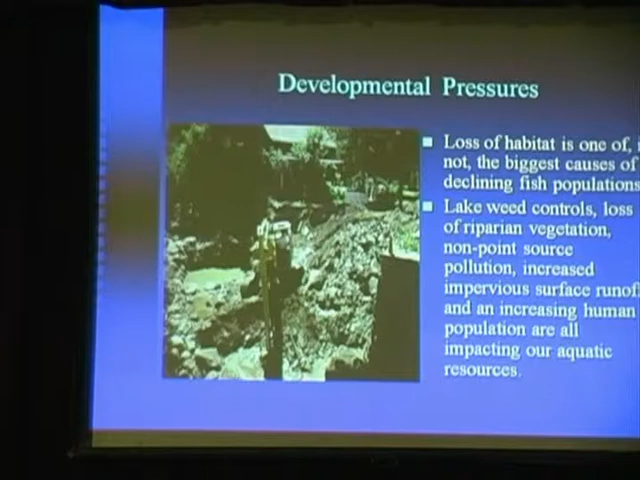 Developmental Pressures
Loss of habitat is one of,
not, the biggest causes of
declining fish populations
Lake weed controls, loss
of riparian vegetation,
non-point source
pollution, increased
impervious surface runoff
and an increasing human
population are all
impacting our aquatic
resources.